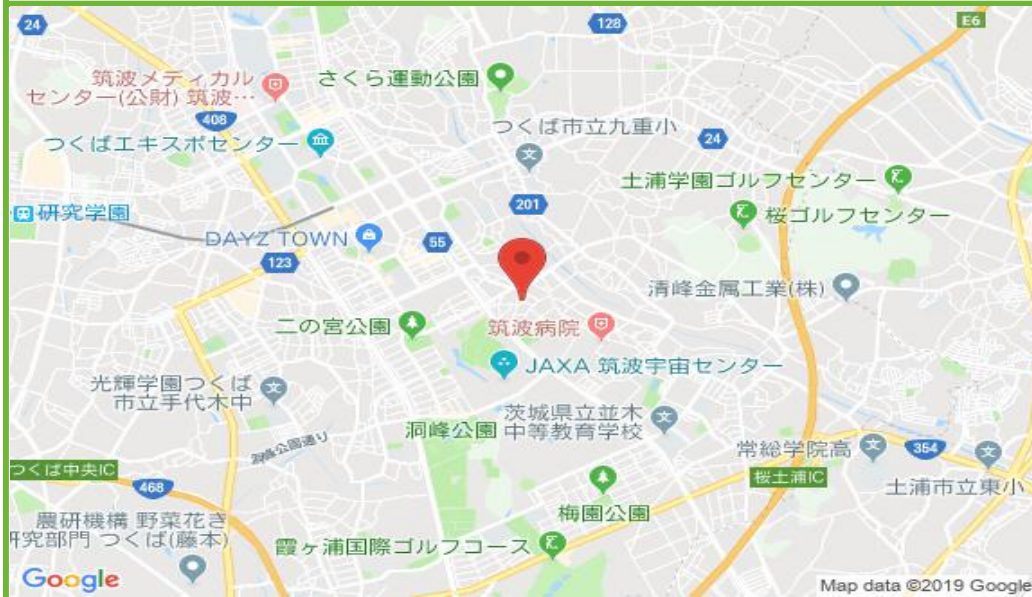 24
128
E6
筑波メディカル
センター(公財) 筑波…
さくら運動公園
408
つくばエキスポセンター
つくば市立九重小
24
土浦学園ゴルフセンター
研究学園
201
桜ゴルフセンター
DAYZ TOWN
55
123
清峰金属工業(株)
二の宮公園
筑波病院
JAXA 筑波宇宙センター
光輝学園つくば
市立手代木中
茨城県立並木
中等教育学校
洞峰公園
洞峰公園通り
常総学院高
354
つくば中央IC
468
桜土浦IC
土浦市立東小
梅園公園
農研機構 野菜花き
研究部門 つくば(藤本)
霞ヶ浦国際ゴルフコース
Google
Map data ©2019 Google